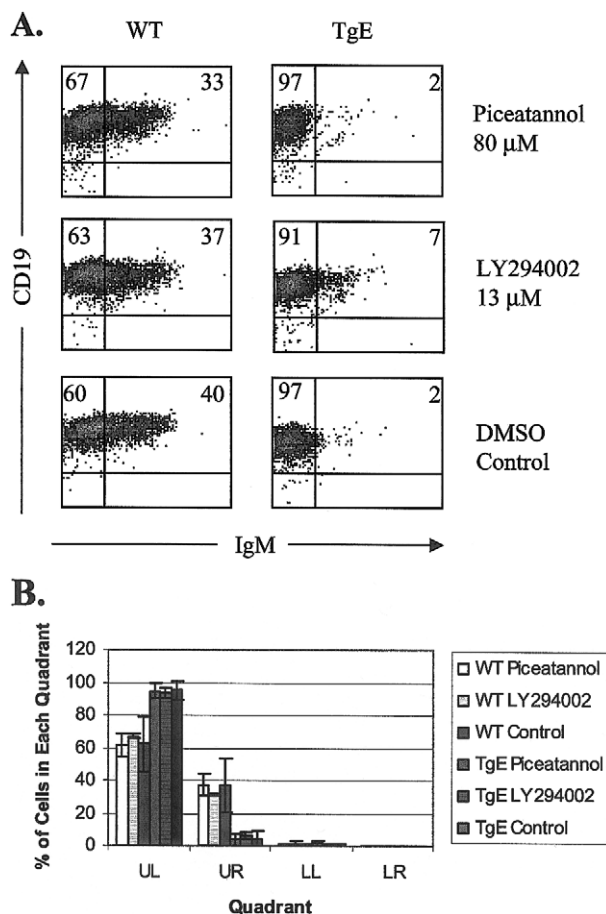 A.
WT TgE
67 33 97 2
Piceatannol
80 µM
63 37 91 7
LY294002
13 µM
60 40 97 2
DMSO
Control
CD19
IgM
B.
% of Cells in Each Quadrant
120
100
80
60
40
20
0
UL UR LL LR
Quadrant
WT Piceatannol
WT LY294002
WT Control
TgE Piceatannol
TgE LY294002
TgE Control